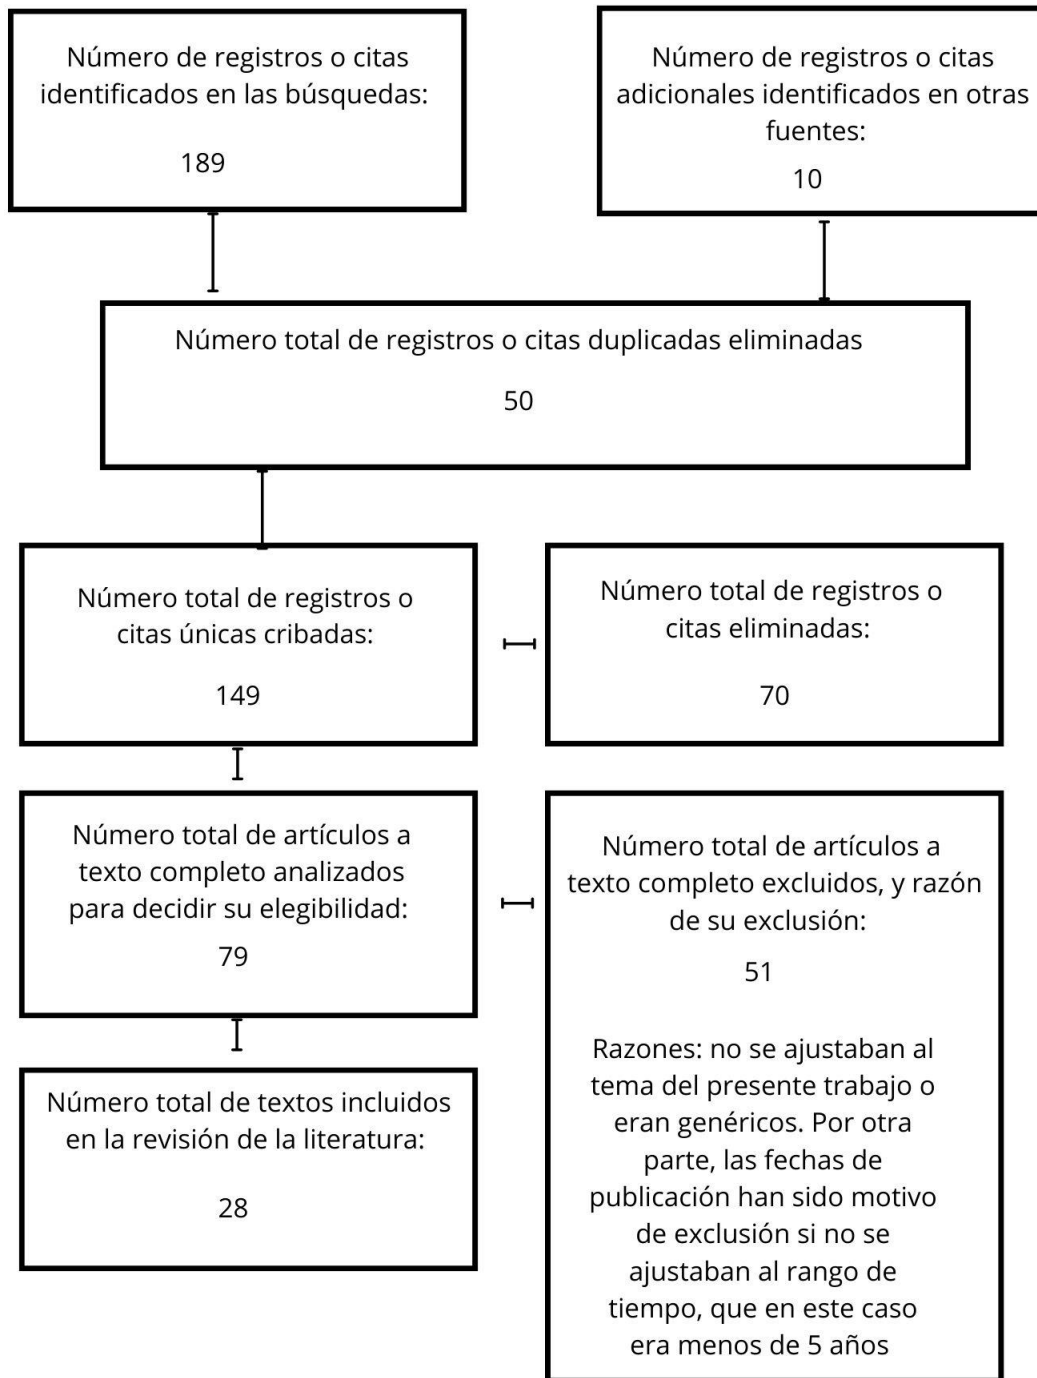 Número de registros o citas
identificados en las búsquedas:
189
Número de registros o citas
adicionales identificados en otras
fuentes:
10
Número total de registros o citas duplicadas eliminadas
50
Número total de registros o
citas únicas cribadas:
149
Número total de registros o
citas eliminadas:
70
Número total de artículos a
texto completo analizados
para decidir su elegibilidad:
79
Número total de artículos a
texto completo excluidos, y razón
de su exclusión:
51
Razones: no se ajustaban al
tema del presente trabajo o
eran genéricos. Por otra
parte, las fechas de
publicación han sido motivo
de exclusión si no se
ajustaban al rango de
tiempo, que en este caso
era menos de 5 años
Número total de textos incluidos
en la revisión de la literatura:
28